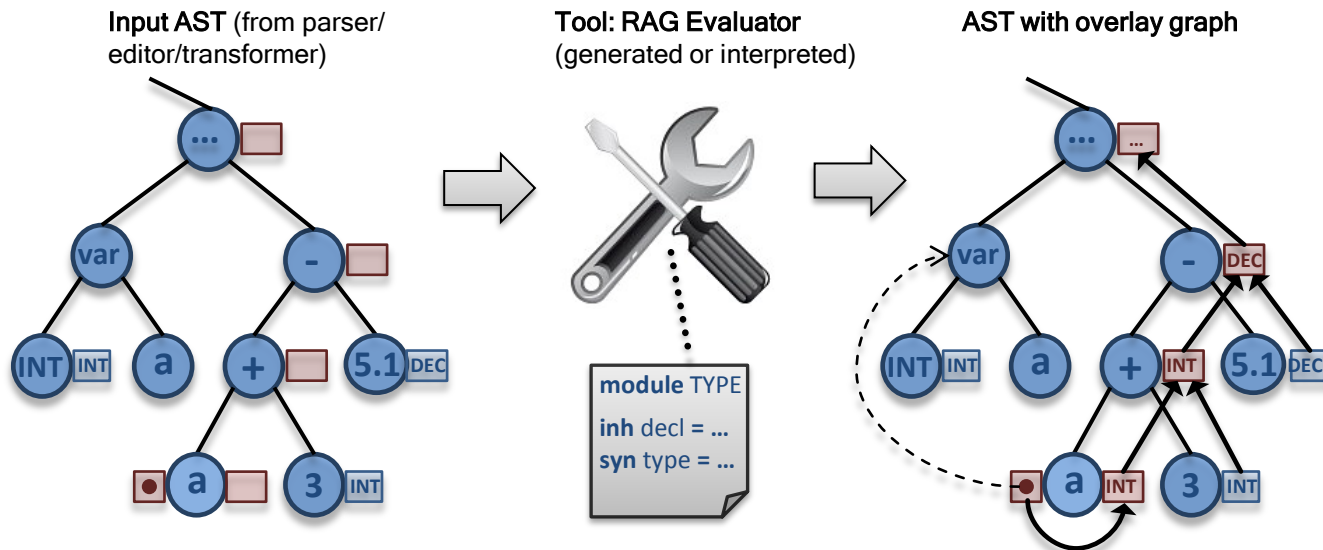 Input AST (from parser/
editor/transformer)
Tool: RAG Evaluator
(generated or interpreted)
AST with overlay graph
...
var
-
INT INT
a
+
5.1 DEC
a
3 INT
module TYPE
inh decl = ...
syn type = ...
... ...
var
- DEC
INT INT
a
+ INT
5.1 DEC
a INT
3 INT